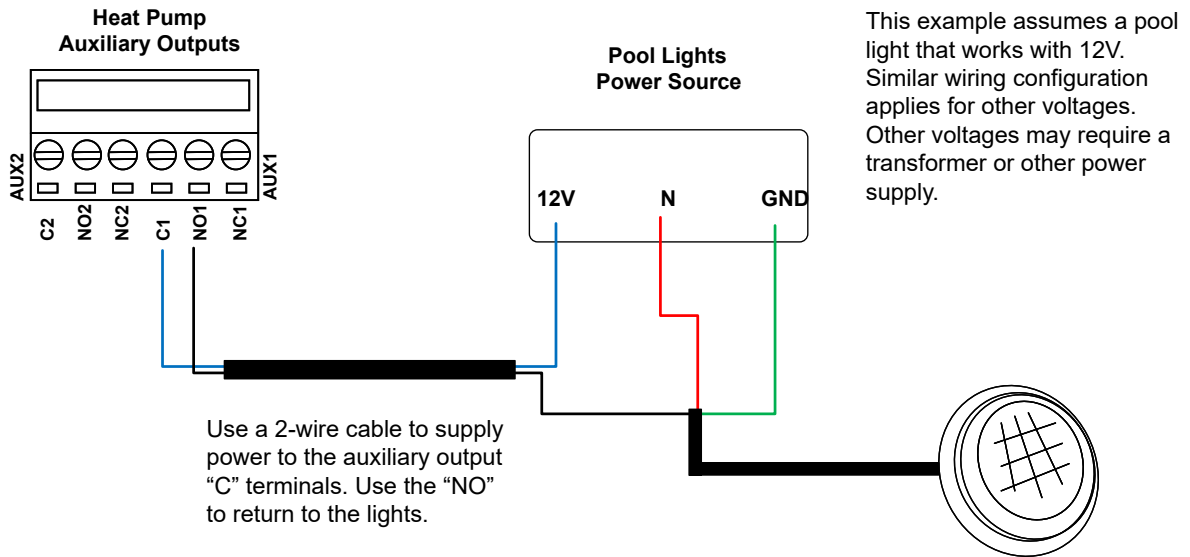 Heat Pump
Auxiliary Outputs
AUX2
AUX1
C2
NO2
NC2
C1
NO1
NC1
Pool Lights
Power Source
12V
N
GND
This example assumes a pool
light that works with 12V.
Similar wiring configuration
applies for other voltages.
Other voltages may require a
transformer or other power
supply.
Use a 2-wire cable to supply
power to the auxiliary output
“C” terminals. Use the “NO”
to return to the lights.